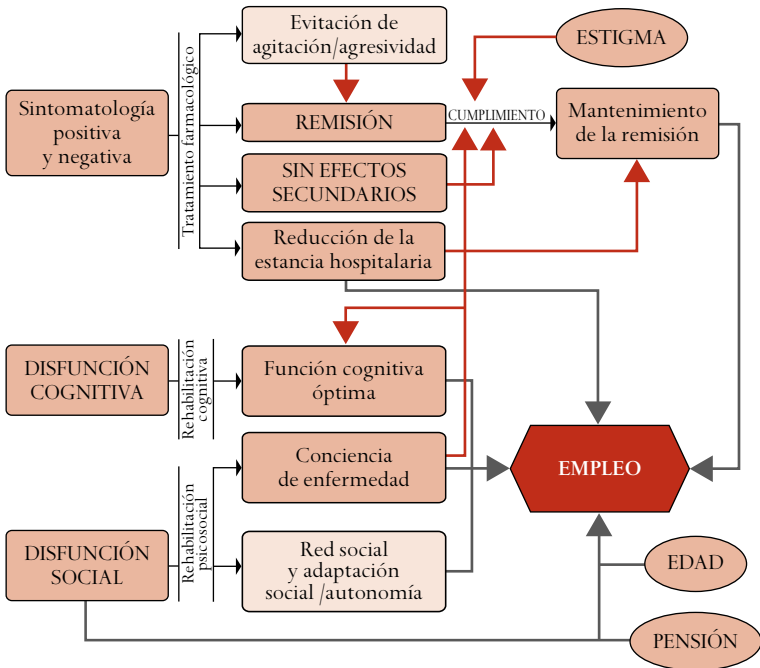 Evitación de
agitación/agresividad
ESTIGMA
Sintomatología
positiva
y negativa
Tratamiento farmacológico
REMISIÓN
CUMPLIMIENTO
Mantenimiento
de la remisión
SIN EFECTOS
SECUNDARIOS
Reducción de la
estancia hospitalaria
DISFUNCIÓN
COGNITIVA
Rehabilitación
cognitiva
Función cognitiva
óptima
Conciencia
de enfermedad
EMPLEO
DISFUNCIÓN
SOCIAL
Rehabilitación
psicosocial
Red social
y adaptación
social /autonomía
EDAD
PENSIÓN